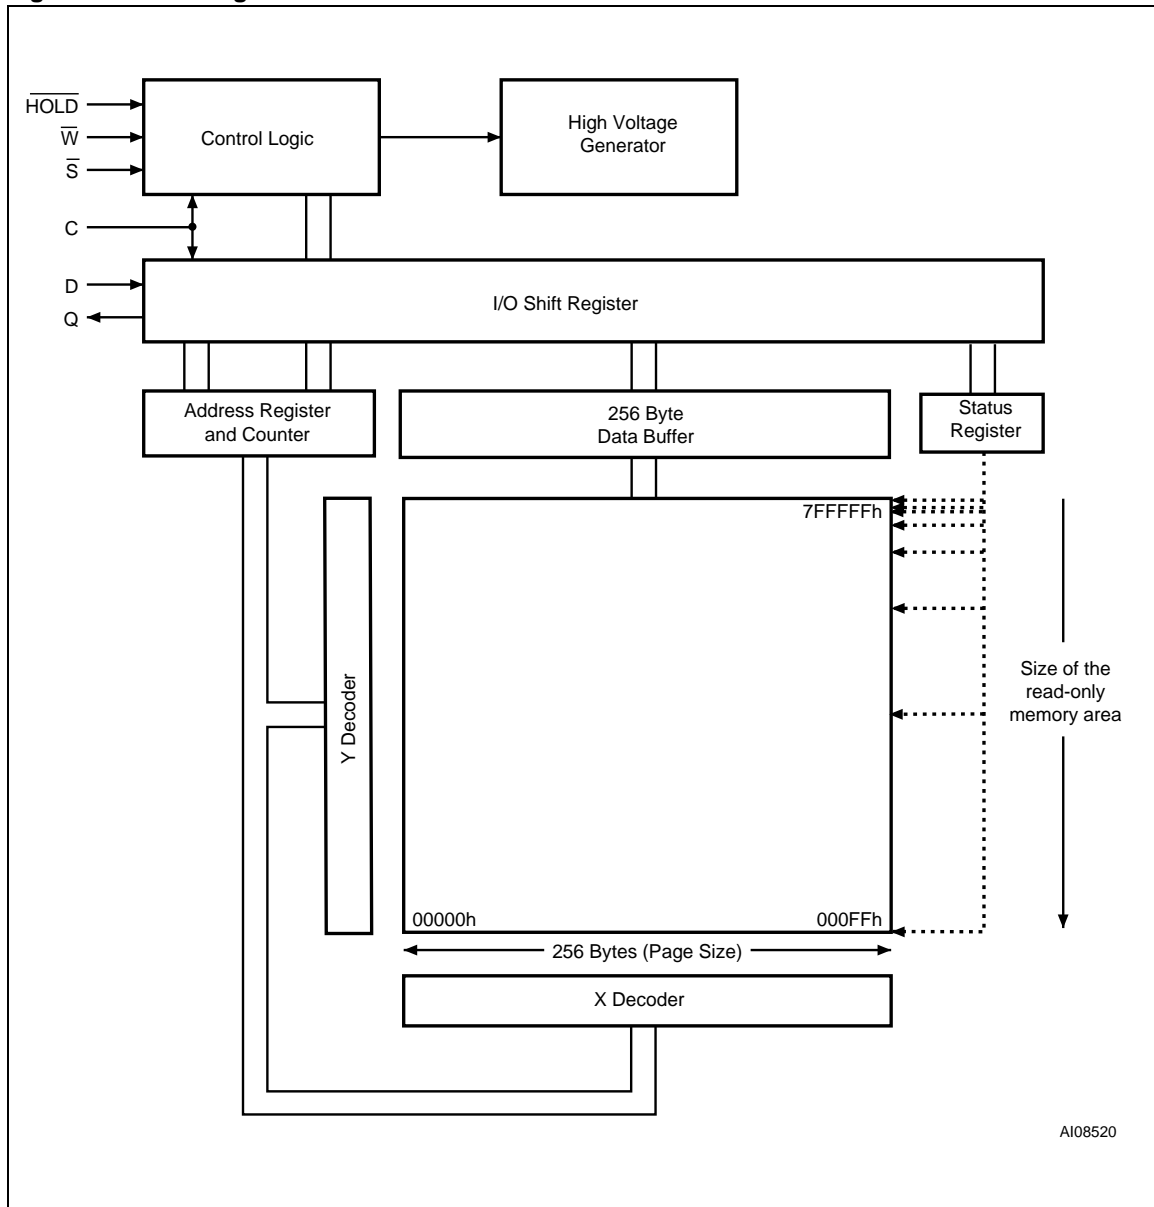 HOLD
W
S
C
D
Q
Control Logic
High Voltage
Generator
I/O Shift Register
Address Register
and Counter
256 Byte
Data Buffer
Status
Register
7FFFFFh
Y Decoder
Size of the
read-only
memory area
00000h
000FFh
256 Bytes (Page Size)
X Decoder
AI08520